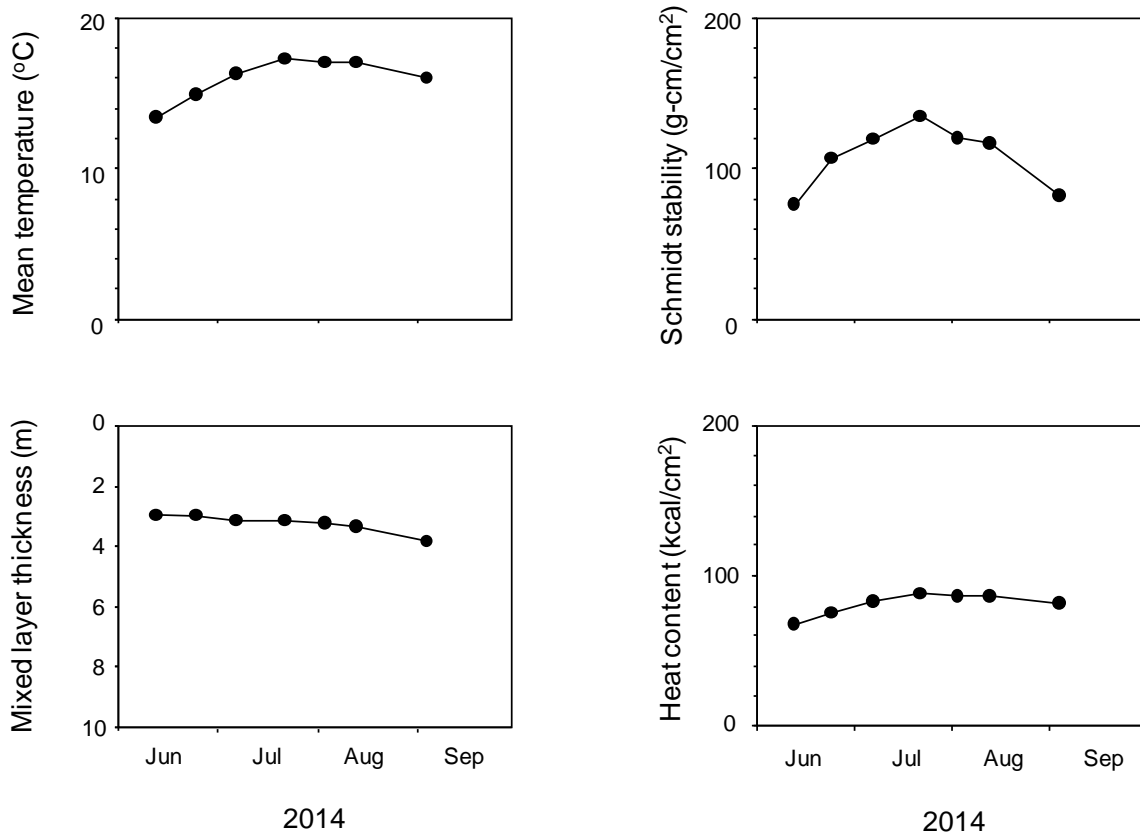 Mean temperature (ºC)
20
10
0
Schmidt stability (g-cm/cm²)
200
100
0
Mixed layer thickness (m)
0
2
4
6
8
10
Jun Jul Aug Sep
2014
Heat content (kcal/cm²)
200
100
0
Jun Jul Aug Sep
2014